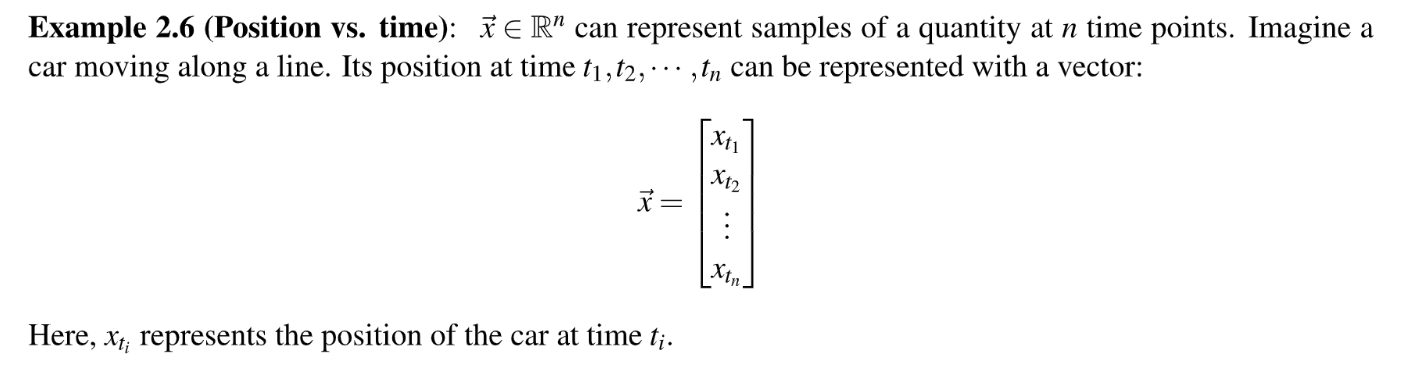 Example 2.6 (Position vs. time): $\vec{x} \in \mathbb{R}^n$ can represent samples of a quantity at $n$ time points. Imagine a
car moving along a line. Its position at time $t_1, t_2, \cdots, t_n$ can be represented with a vector:
$\vec{x} = \begin{bmatrix} x_{t_1} \\ x_{t_2} \\ \vdots \\ x_{t_n} \end{bmatrix}$
Here, $x_{t_i}$ represents the position of the car at time $t_i$.